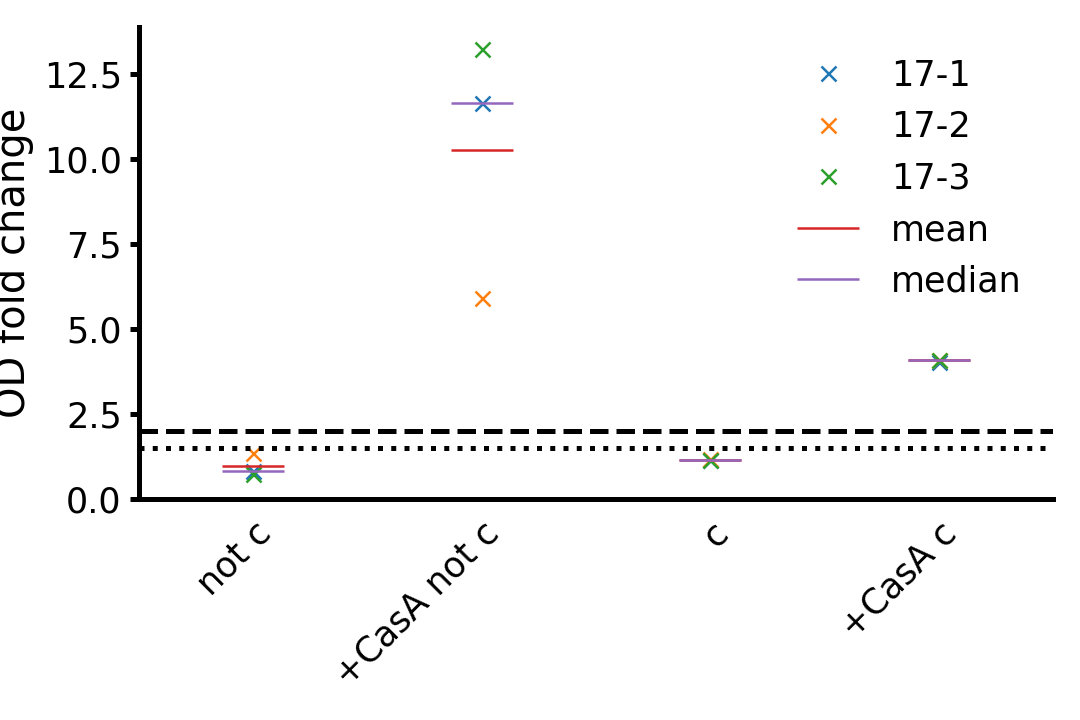 OD fold change
12.5
10.0
7.5
5.0
2.5
0.0
17-1
17-2
17-3
mean
median
not c
+CasA not c
c
+CasA c